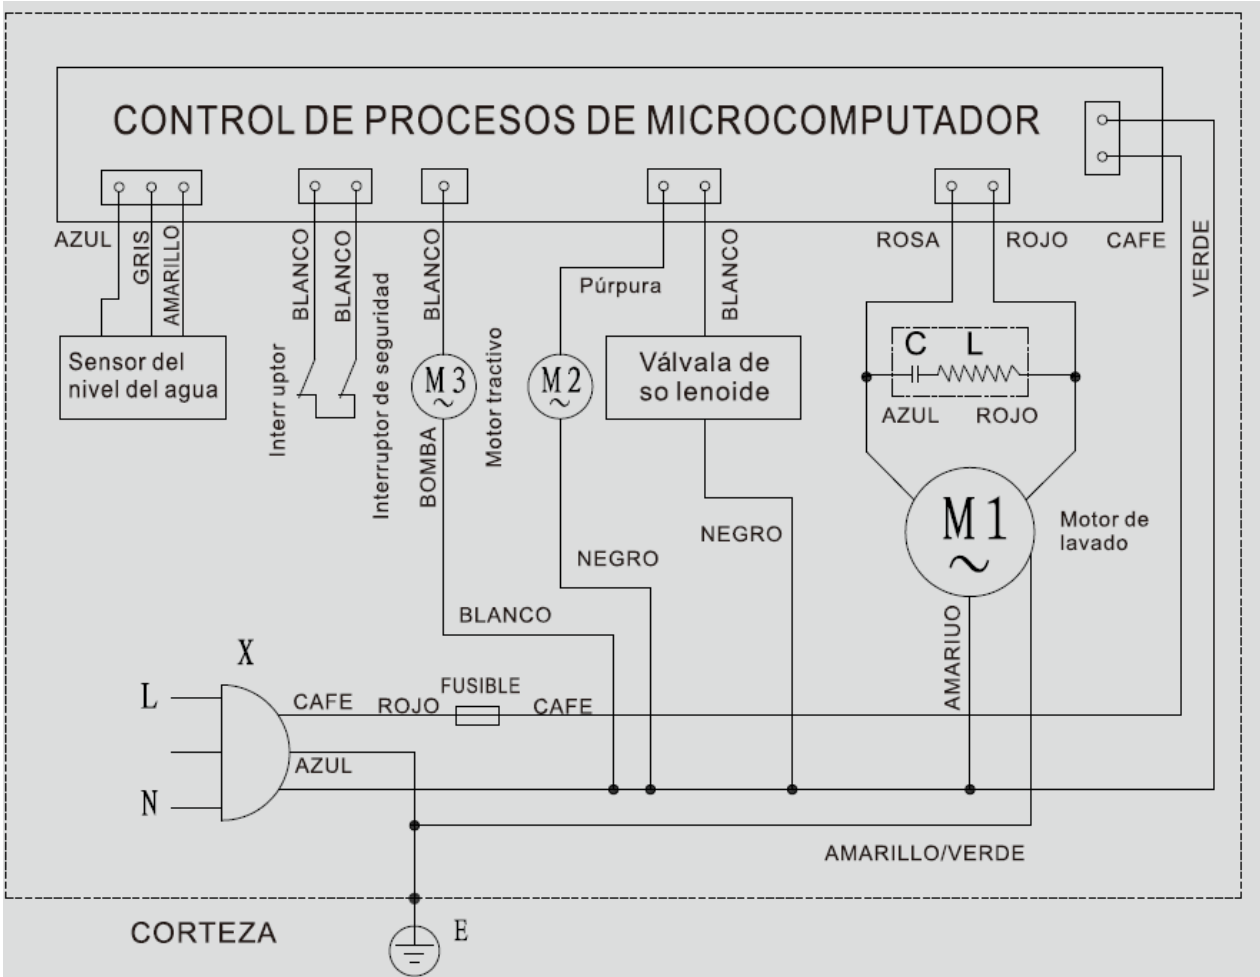 CONTROL DE PROCESOS DE MICROCOMPUTADOR
AZUL
GRIS
AMARILLO
BLANCO
BLANCO
BLANCO
Púrpura
BLANCO
ROSA
ROJO
CAFE
VERDE
Sensor del
nivel del agua
Interr uptor
Interruptor de seguridad
M3
~
BOMBA
Motor tractivo
M2
~
Válvala de
so lenoide
C
L
AZUL
ROJO
M1
~
Motor de
lavado
NEGRO
NEGRO
BLANCO
AMARIUO
X
L
CAFE
ROJO
FUSIBLE
CAFE
AZUL
N
AMARILLO/VERDE
CORTEZA
E